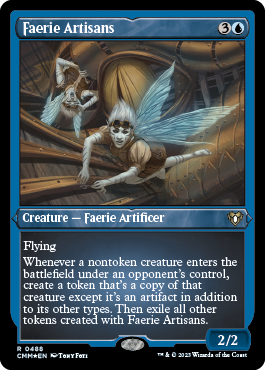 Faerie Artisans 3
Creature — Faerie Artificer
Flying
Whenever a nontoken creature enters the
battlefield under an opponent's control,
create a token that's a copy of that
creature except it's an artifact in addition
to its other types. Then exile all other
tokens created with Faerie Artisans.
2/2
R 0488
CMM★EN Tony Foti
™ & © 2023 Wizards of the Coast